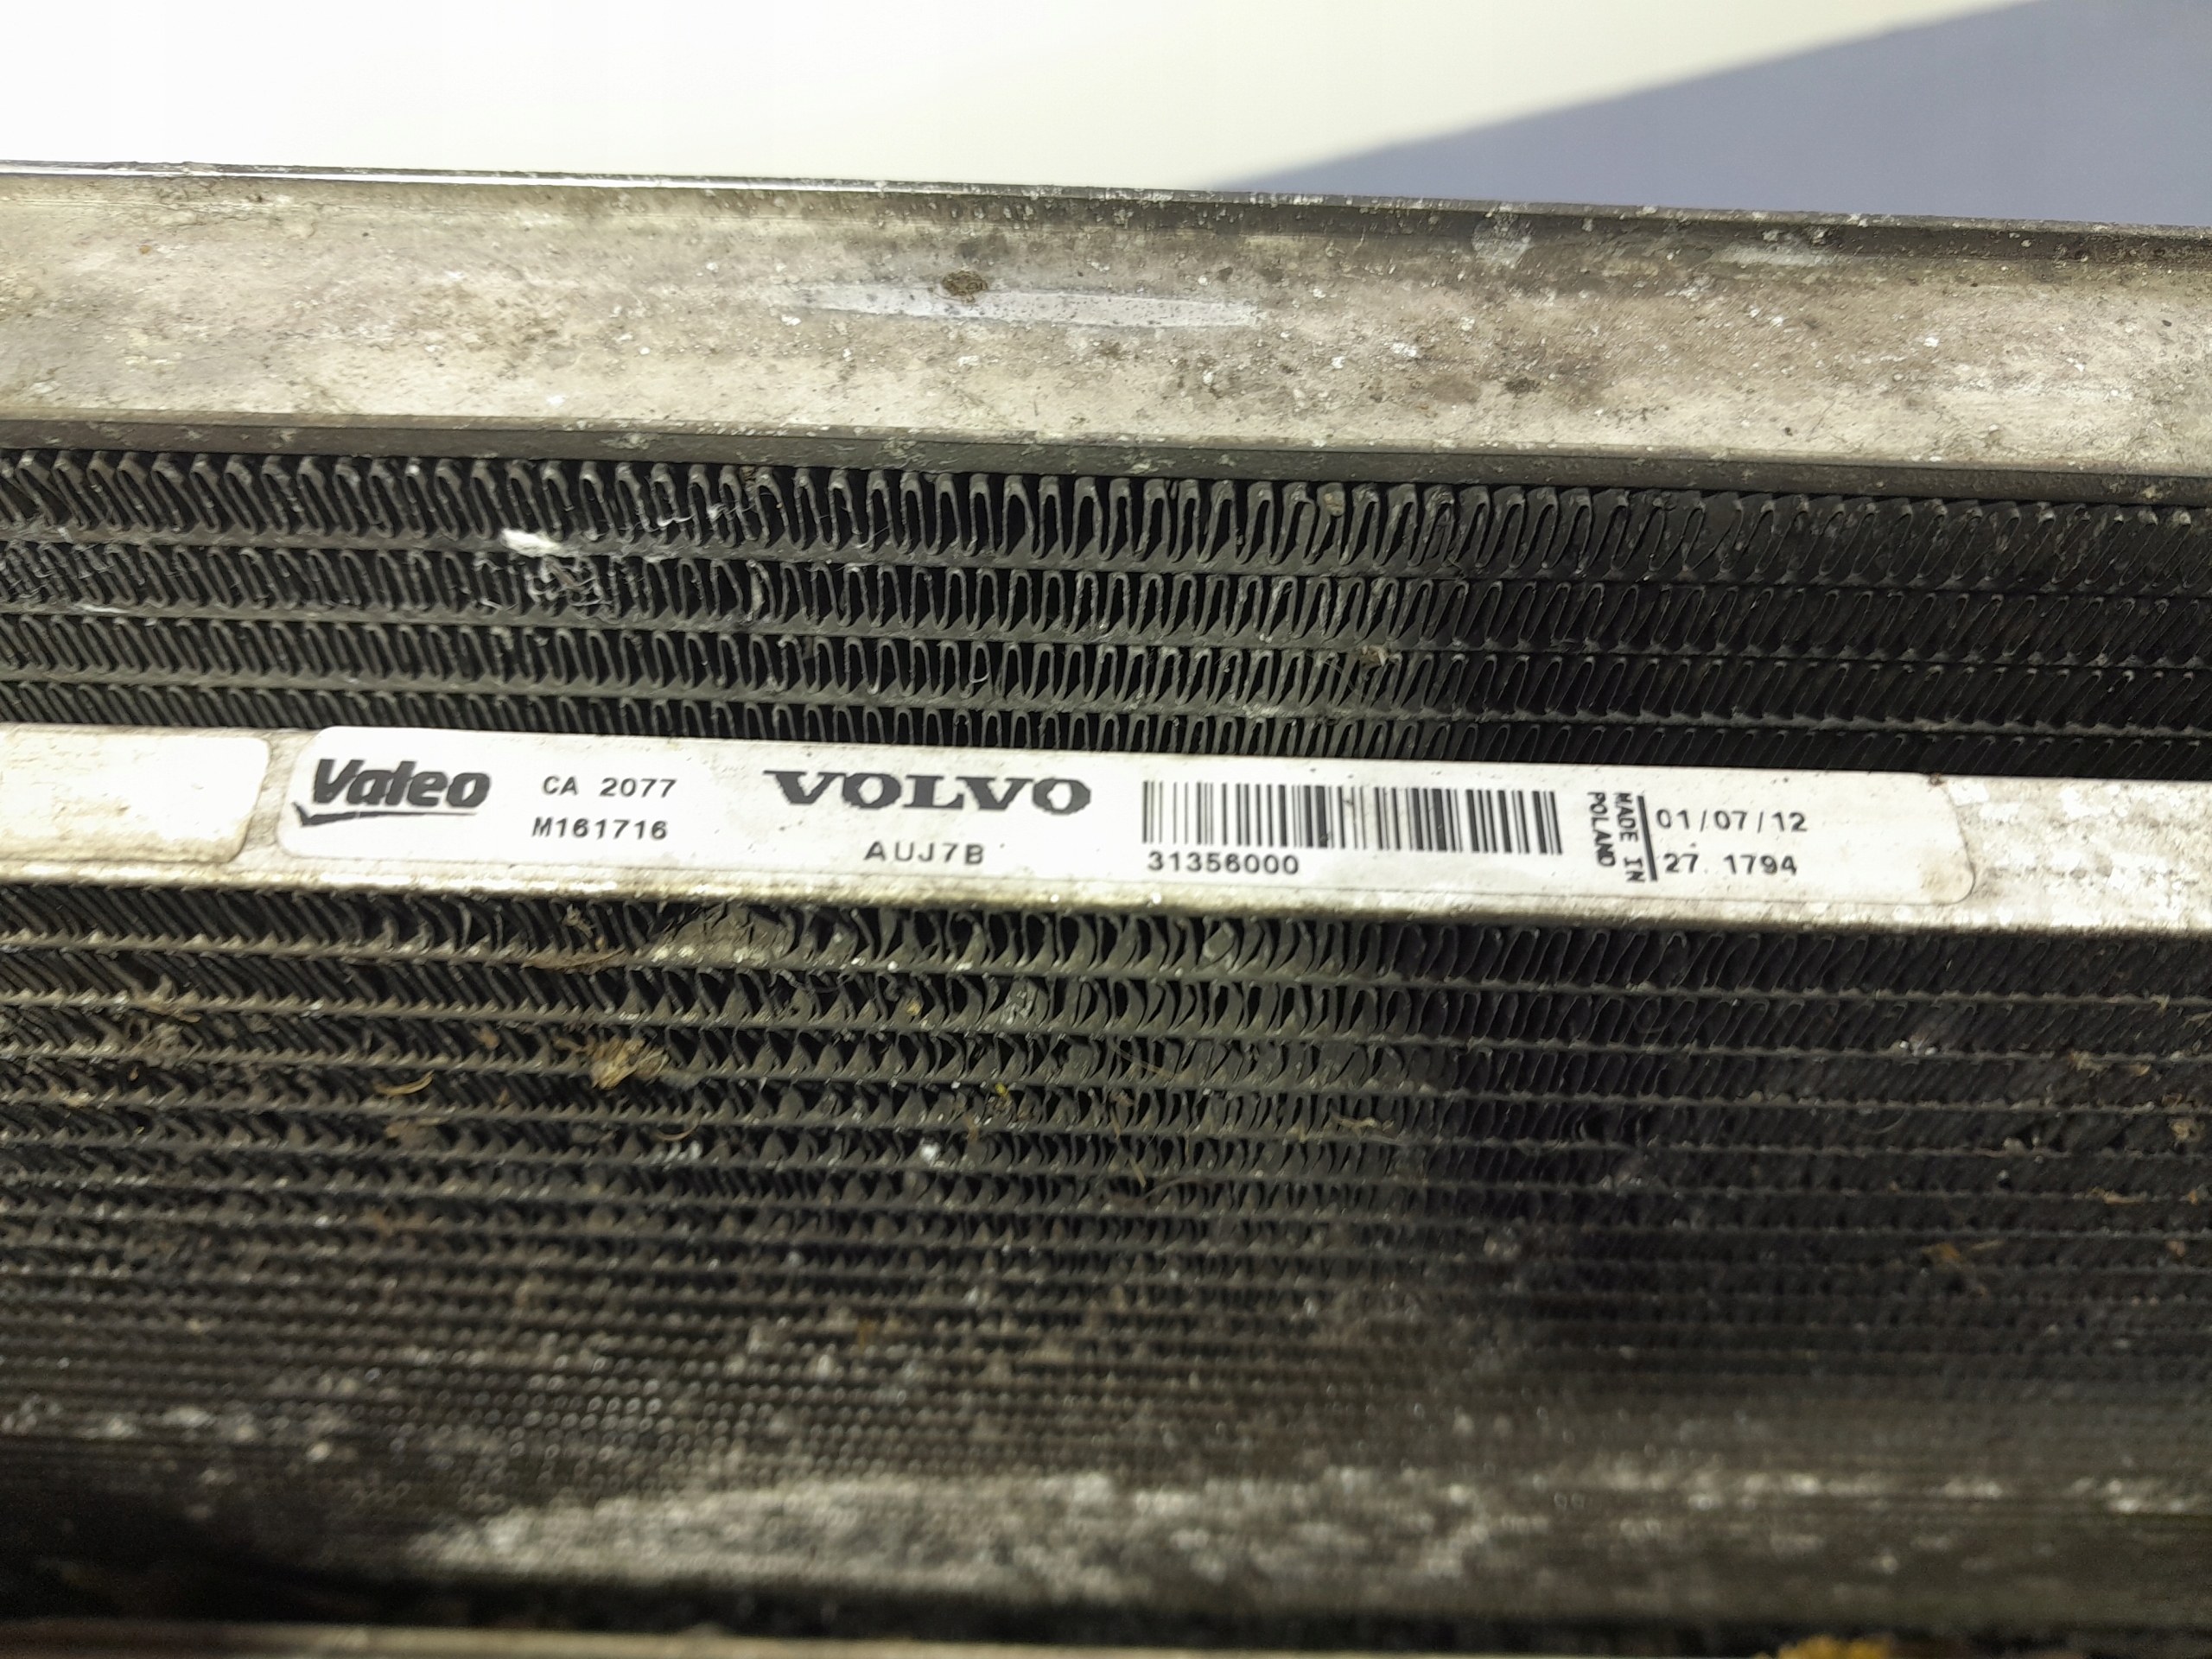 Valeo
CA 2077
M161716
VOLVO
AUJ7B
31356000
MADE IN
POLAND
01/07/12
27. 1794